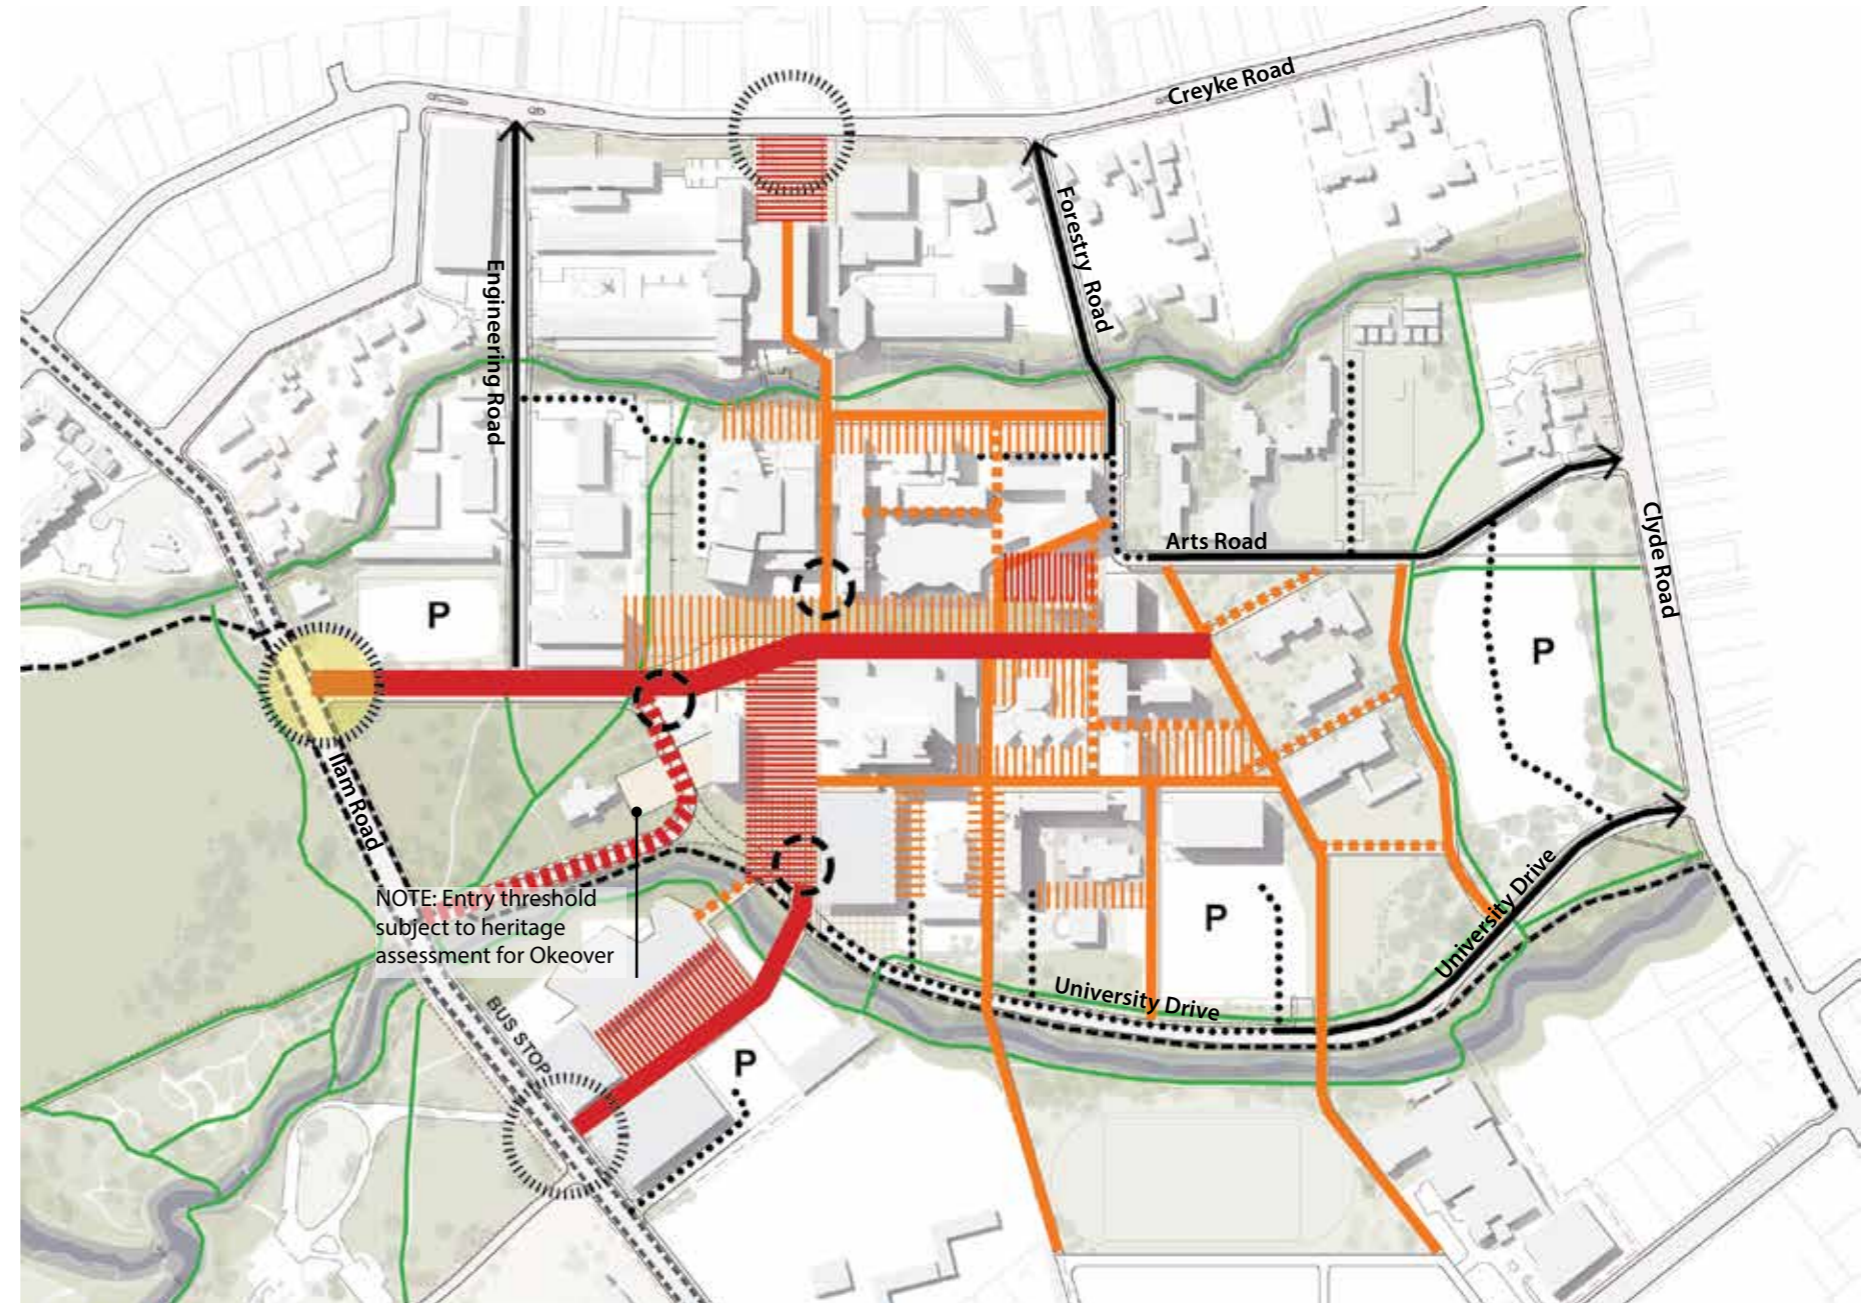 Creyke Road
Forestry Road
Engineering Road
Arts Road
Clyde Road
P
P
Ilam Road
NOTE: Entry threshold
subject to heritage
assessment for Okeover
P
University Drive
University Drive
BUS STOP
P